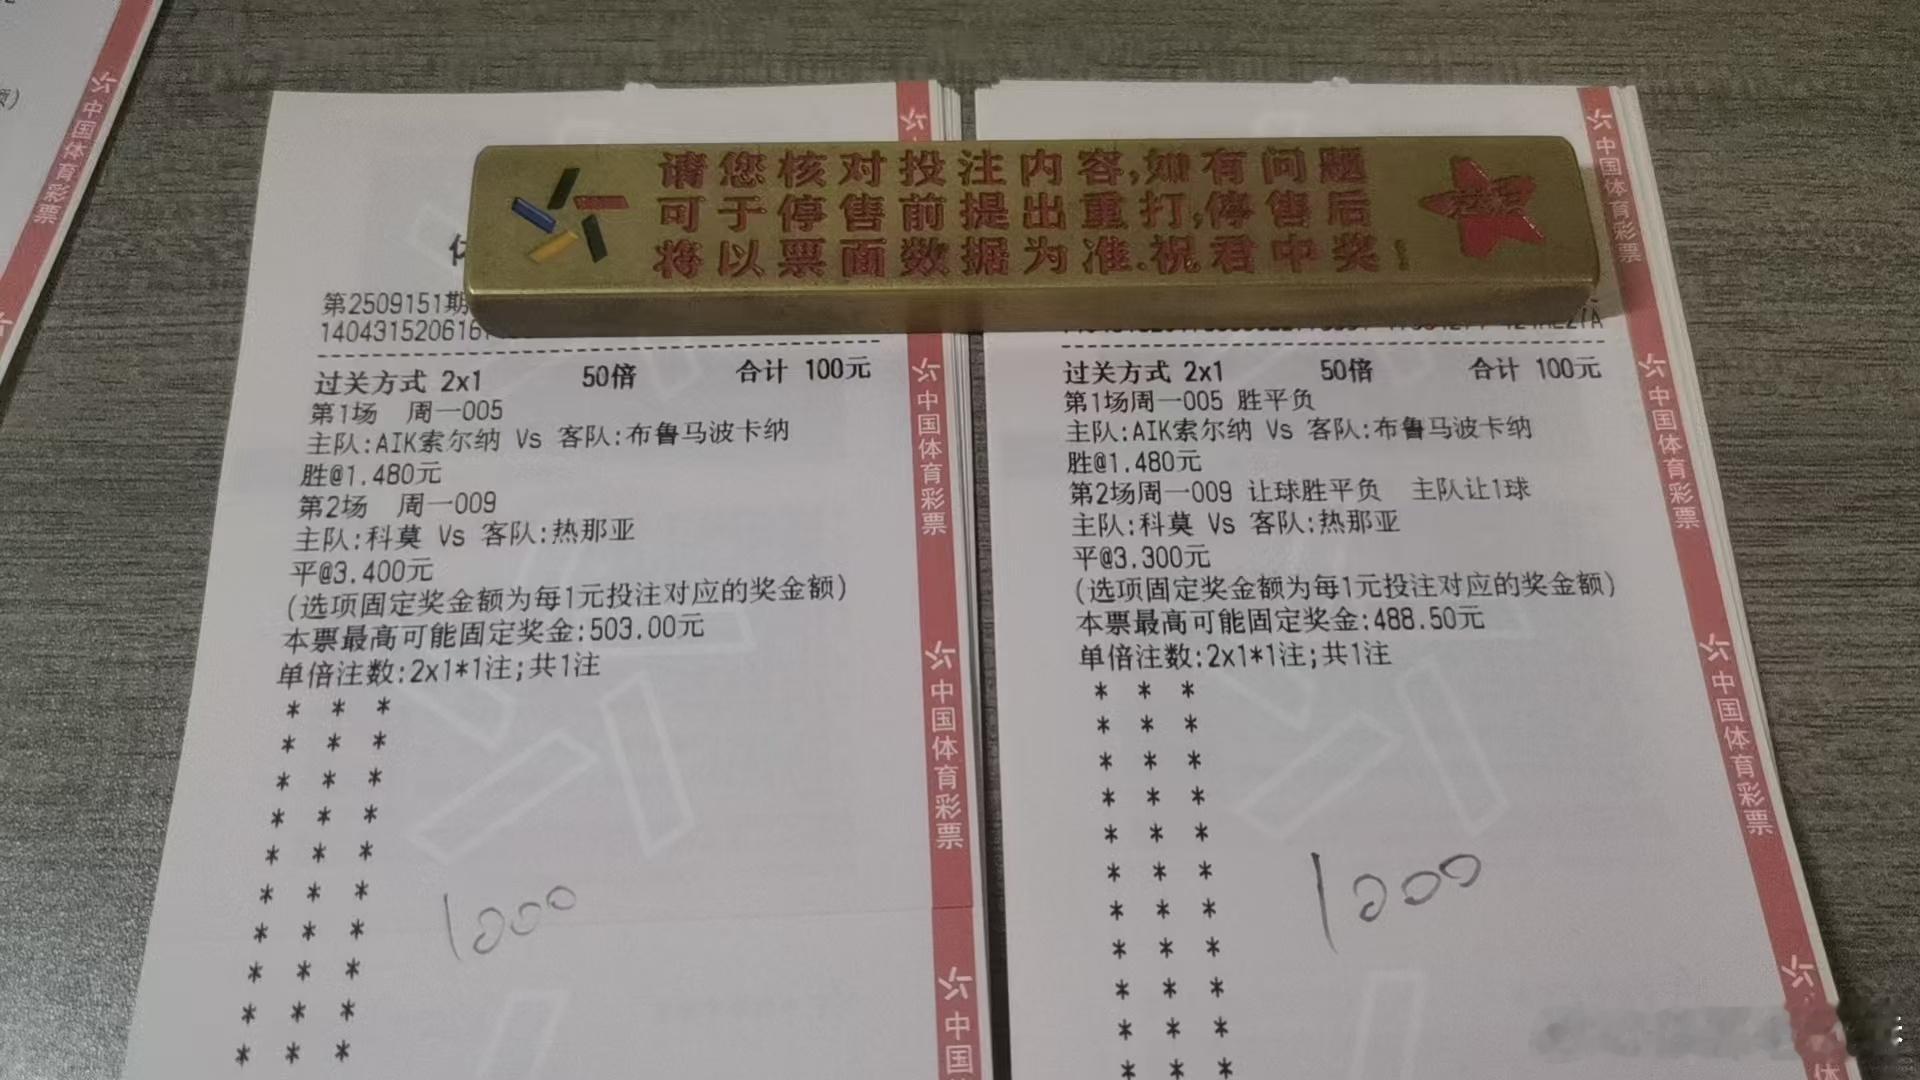 请您核对投注内容,如有问题
可于停售前提出重打,停售后
将以票面数据为准.祝君中奖!
第2509151期
14043152061
过关方式 2x1 50倍 合计 100元
第1场 周一005
主队:AIK索尔纳 Vs 客队:布鲁马波卡纳
胜@1.480元
第2场 周一009
主队:科莫 Vs 客队:热那亚
平@3.400元
(选项固定奖金额为每1元投注对应的奖金额)
本票最高可能固定奖金:503.00元
单倍注数:2x1*1注;共1注
* * *
* * *
* * *
* * *
* * *
* * *
* * *
* * *
* * *
* * *
1000
中国体育彩票
中国体育彩票
中国
过关方式 2x1 50倍 合计 100元
第1场周一005 胜平负
主队:AIK索尔纳 Vs 客队:布鲁马波卡纳
胜@1.480元
第2场周一009 让球胜平负 主队让1球
主队:科莫 Vs 客队:热那亚
平@3.300元
(选项固定奖金额为每1元投注对应的奖金额)
本票最高可能固定奖金:488.50元
单倍注数:2x1*1注;共1注
* * *
* * *
* * *
* * *
* * *
* * *
* * *
* * *
* * *
* * *
* * *
1000
中国体育彩票
中国体育彩票
中国体育彩票
中国体育彩票